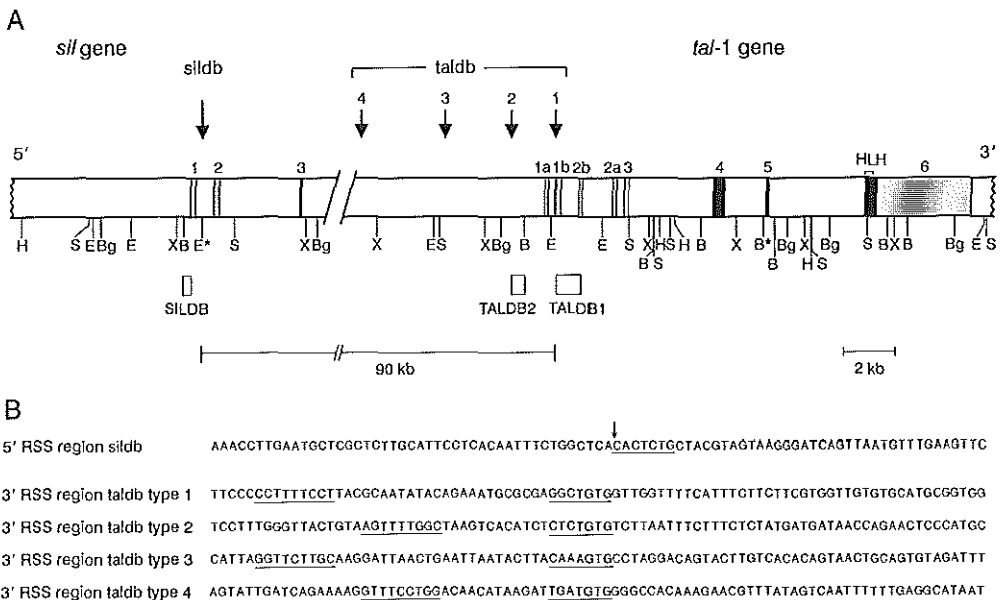 A
sil gene
tal-1 gene
sildb
taldb
4 3 2 1
5' 3'
1 2 3 1a 1b 2b 2a 3 4 5 HLH 6
H S E Bg E X B E* S X Bg X E S X Bg B E E S X H S H B X B* Bg X Bg S B X B Bg E S
B S B H S
SILDB TALDB2 TALDB1
90 kb 2 kb
B
5' RSS region sildb AAACCTTGAATGCTCGCTCTTGCATTCCTCACAATTTCTGGCTCACACTCTGCTACGTAGTAAGGGATCAGTTAATGTTTGAAGTTC
3' RSS region taldb type 1 TTCCCCCTTTTCCTTACGCAATATACAGAAATGCGCGAGGCTGTGGTTGGTTTTCATTTCTTCTTCGTGGTTGTGTGCATGCGGTGG
3' RSS region taldb type 2 TCCTTTGGGTTACTGTAAGTTTTGGCTAAGTCACATCTCTCTGTGTCTTAATTTCTTTCTCTATGATGATAACCAGAACTCCCATGC
3' RSS region taldb type 3 CATTAGGTTCTTGCAAGGATTAACTGAATTAATACTTACAAAGTGCCTAGGACAGTACTTGTCACACAGTAACTGCAGTGTAGATTT
3' RSS region taldb type 4 AGTATTGATCAGAAAAGGTTTCCTGGACAACATAAGATTGATGTGGGGCCACAAAGAACGTTTATAGTCAATTTTTTGAGGCATAAT